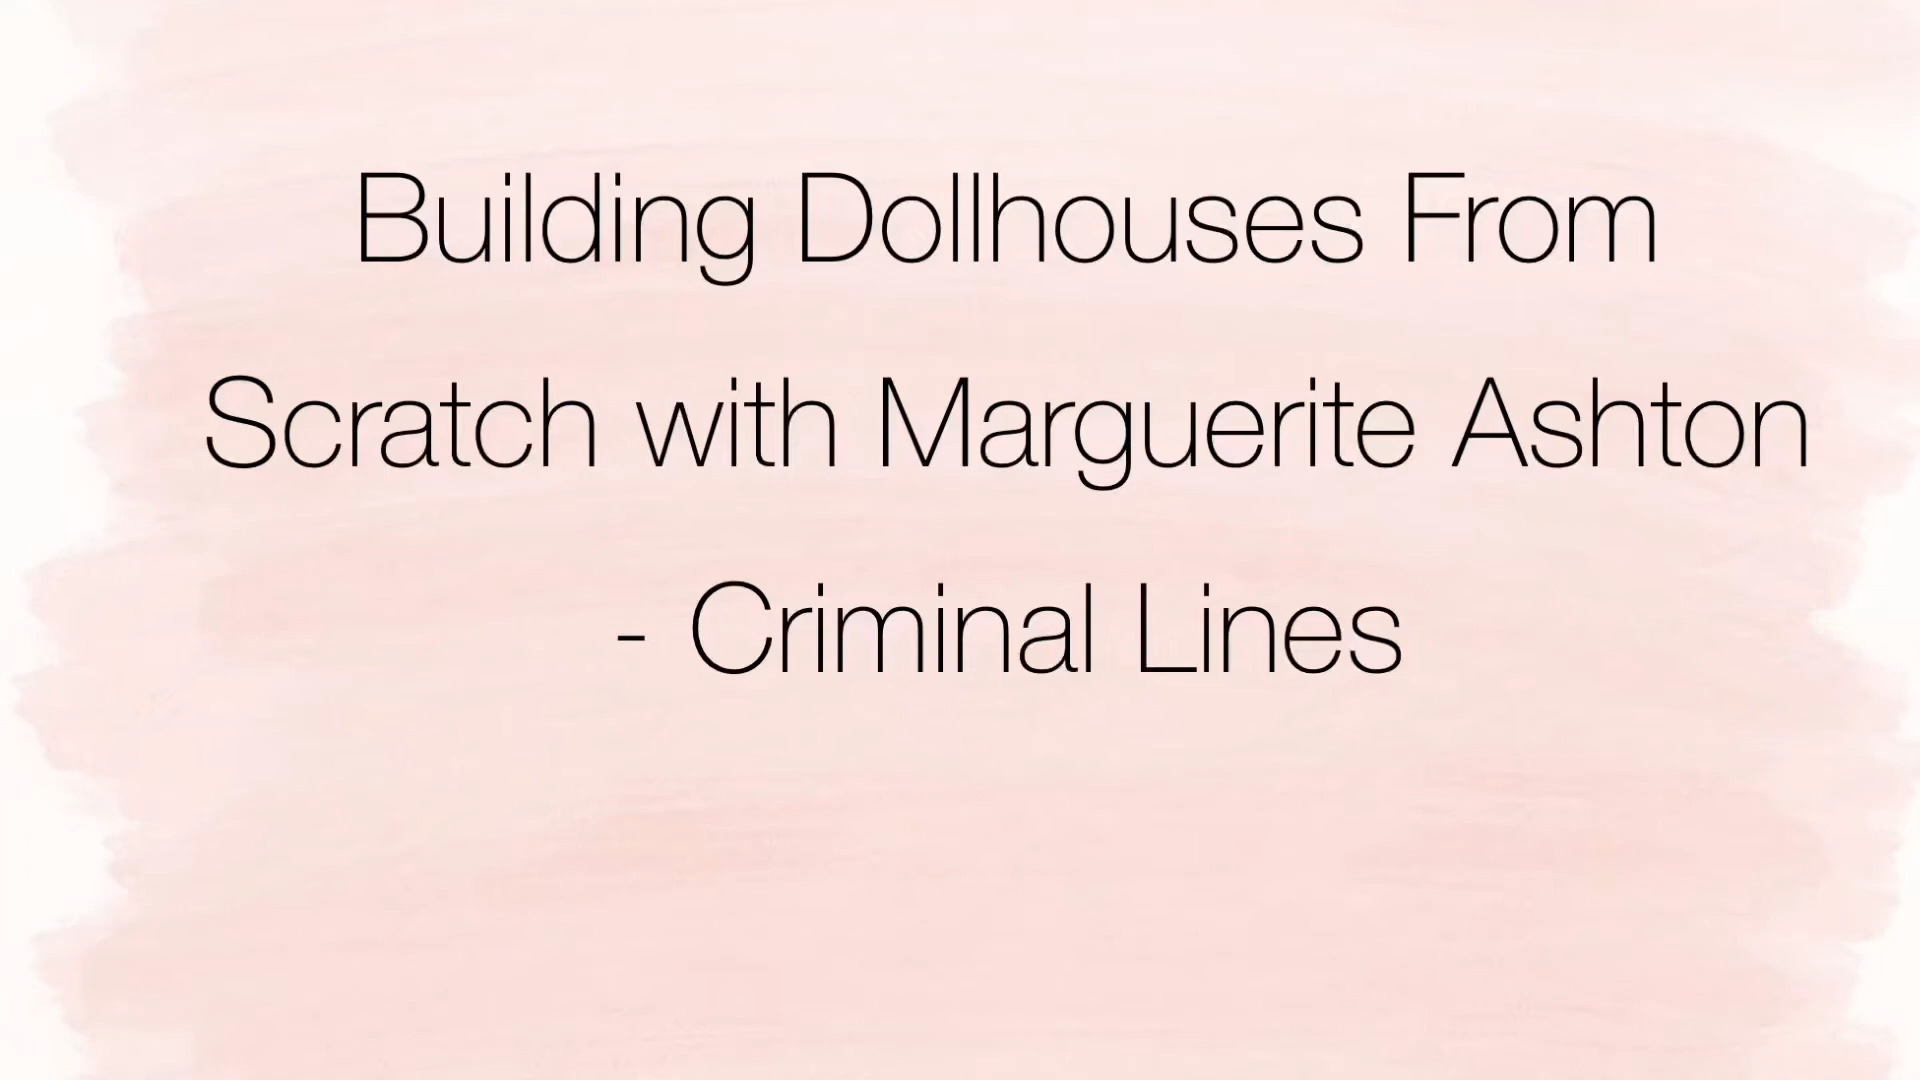 Building Dollhouses From
Scratch with Marguerite Ashton
- Criminal Lines